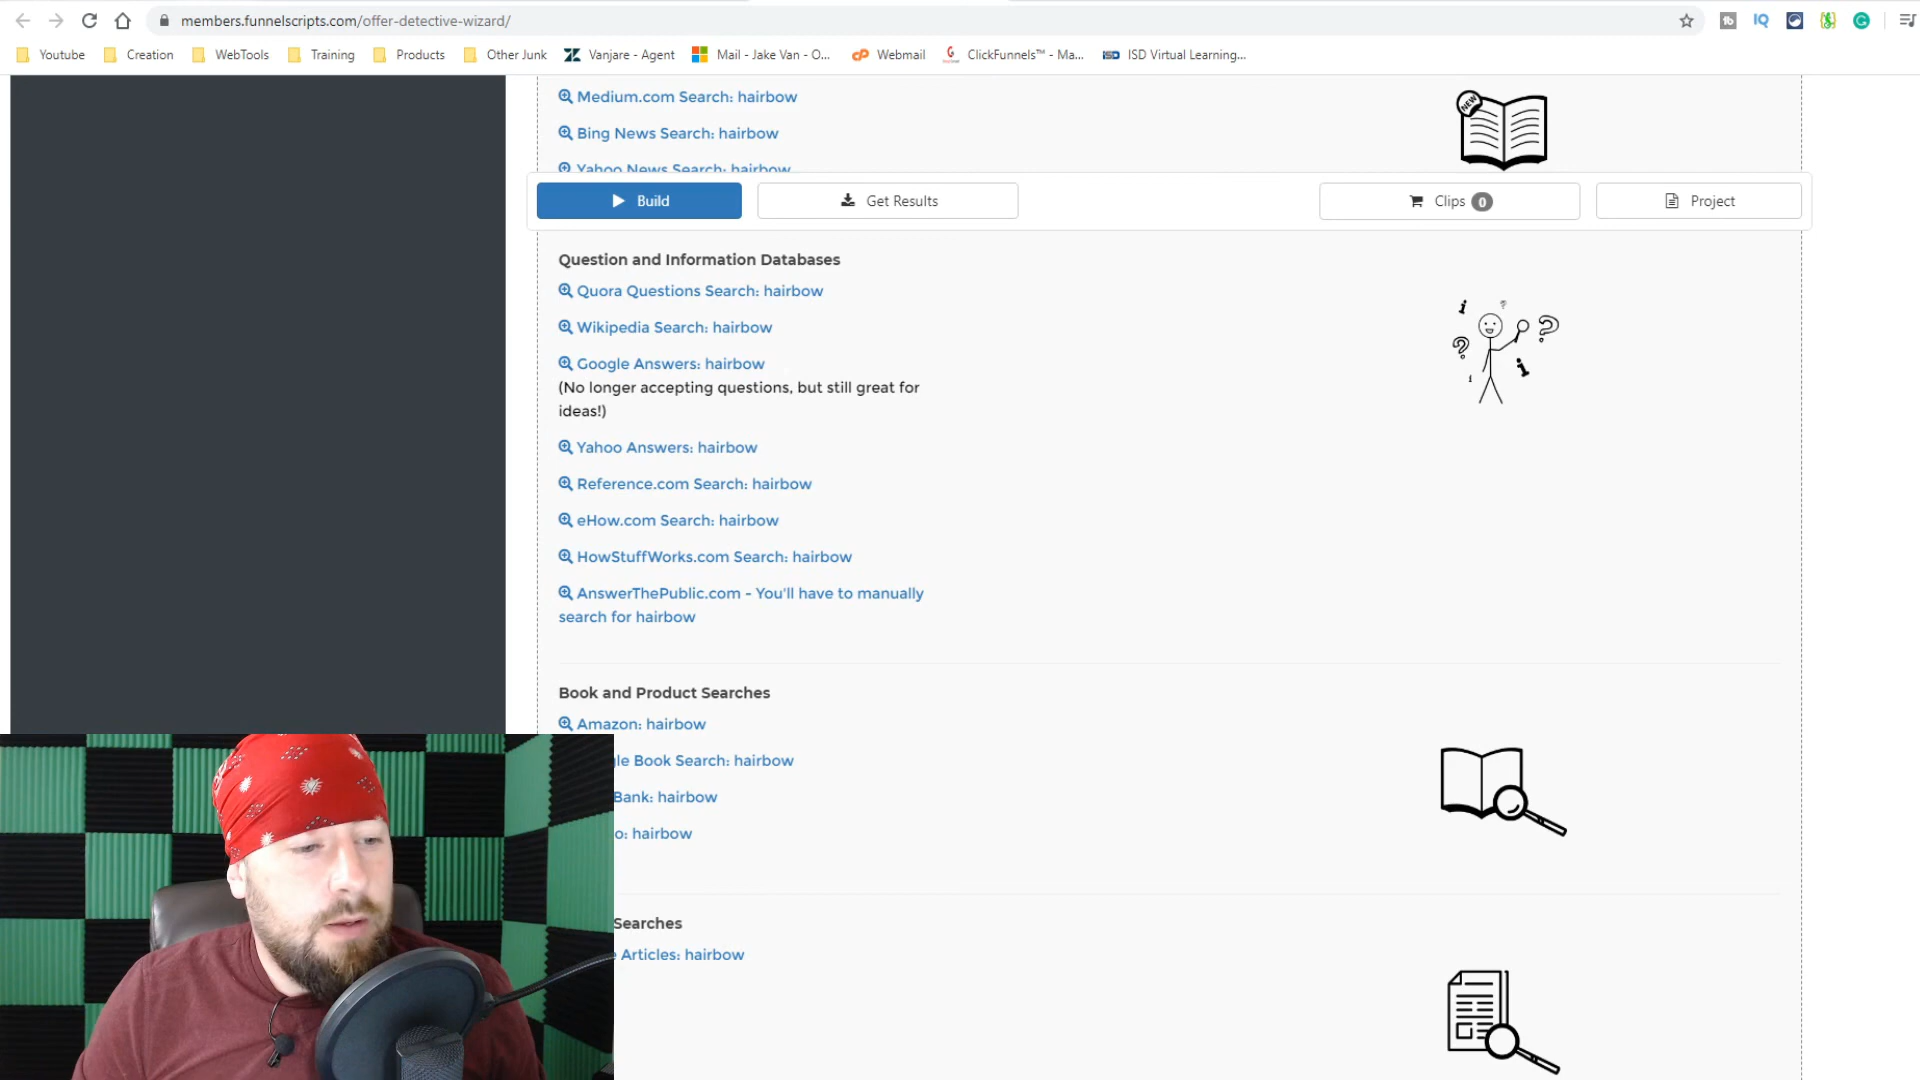 members.funnelscripts.com/offer-detective-wizard/
Youtube Creation WebTools Training Products Other Junk Vanjare - Agent Mail - Jake Van - O... Webmail ClickFunnels™ - Ma... ISD Virtual Learning...
Medium.com Search: hairbow
NEW
Bing News Search: hairbow
Yahoo News Search: hairbow
Build Get Results Clips 0 Project
Question and Information Databases
Quora Questions Search: hairbow
Wikipedia Search: hairbow
Google Answers: hairbow
(No longer accepting questions, but still great for
ideas!)
Yahoo Answers: hairbow
Reference.com Search: hairbow
eHow.com Search: hairbow
HowStuffWorks.com Search: hairbow
AnswerThePublic.com - You'll have to manually
search for hairbow
Book and Product Searches
Amazon: hairbow
le Book Search: hairbow
Bank: hairbow
o: hairbow
Searches
Articles: hairbow